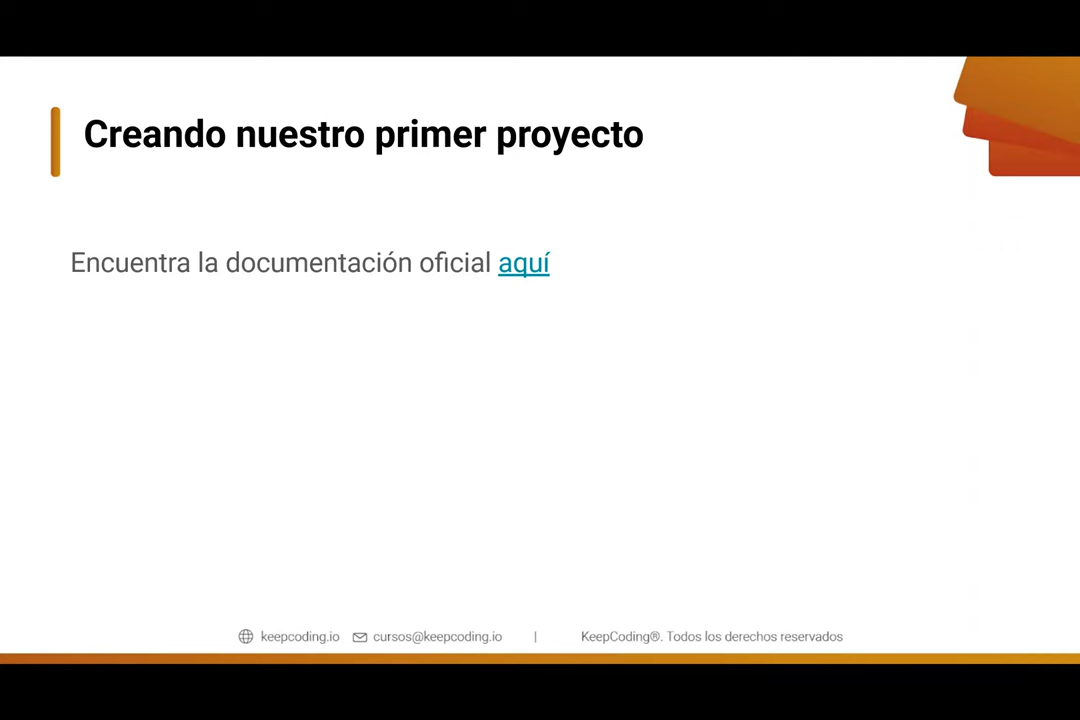 Creando nuestro primer proyecto
Encuentra la documentación oficial aquí
keepcoding.io cursos@keepcoding.io | KeepCoding®. Todos los derechos reservados